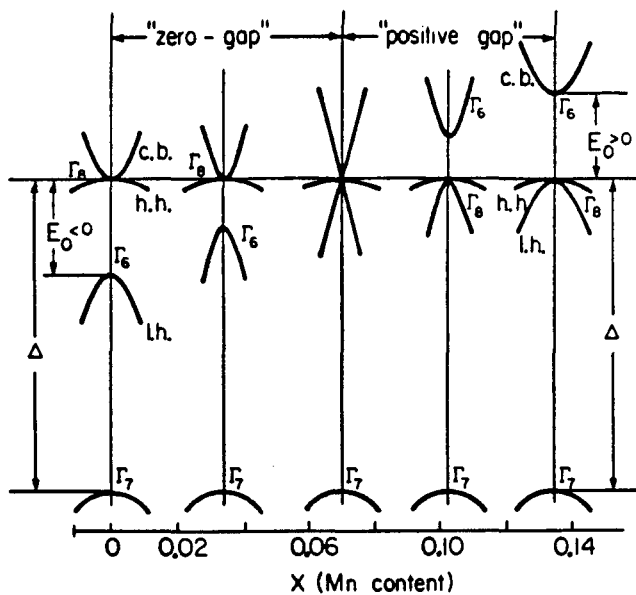 "zero - gap" "positive gap"
c.b. Γ6
Γ6 E0>0
Γ8 c.b. Γ8
h.h. Γ8 h.h Γ8
E0<0 Γ6 l.h.
Γ6
l.h.
Δ Δ
Γ7 Γ7 Γ7 Γ7 Γ7
0 0.02 0.06 0.10 0.14
X (Mn content)